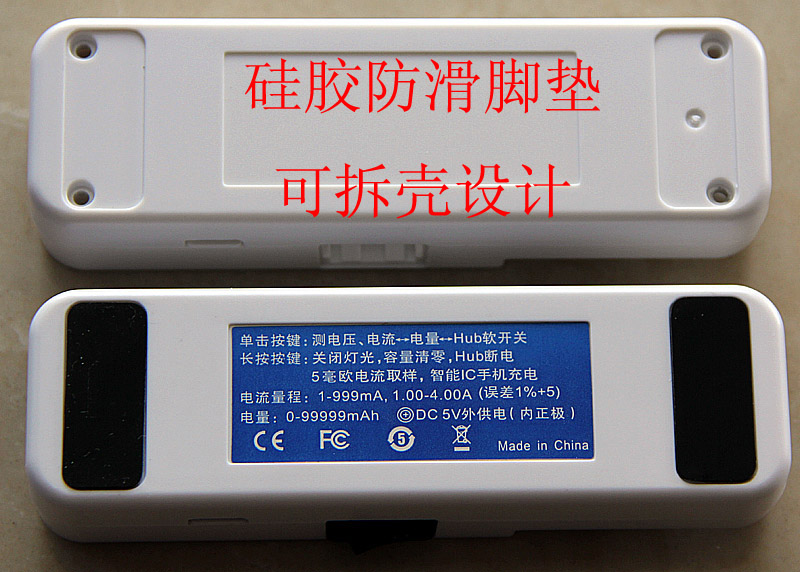 硅胶防滑脚垫
可拆壳设计
单击按键：测电压、电流↔电量↔Hub软开关
长按按键：关闭灯光，容量清零，Hub断电
5毫欧电流取样，智能IC手机充电
电流量程：1-999mA, 1.00-4.00A (误差1%+5)
电量：0-99999mAh ◎DC 5V外供电（内正极）
CE FC 5
Made in China